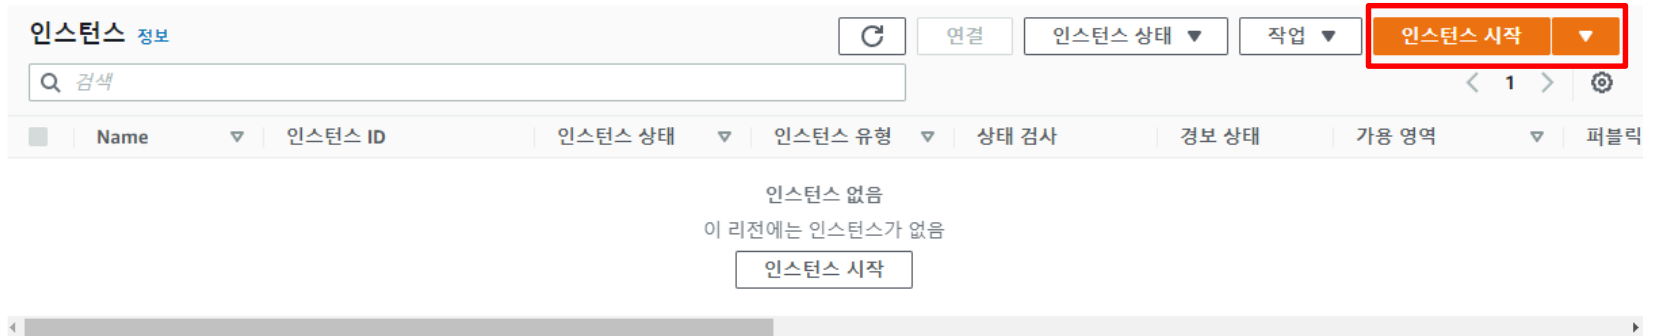 인스턴스 정보 연결 인스턴스 상태 작업 인스턴스 시작
검색 1
Name 인스턴스 ID 인스턴스 상태 인스턴스 유형 상태 검사 경보 상태 가용 영역 퍼블릭
인스턴스 없음
이 리전에는 인스턴스가 없음
인스턴스 시작